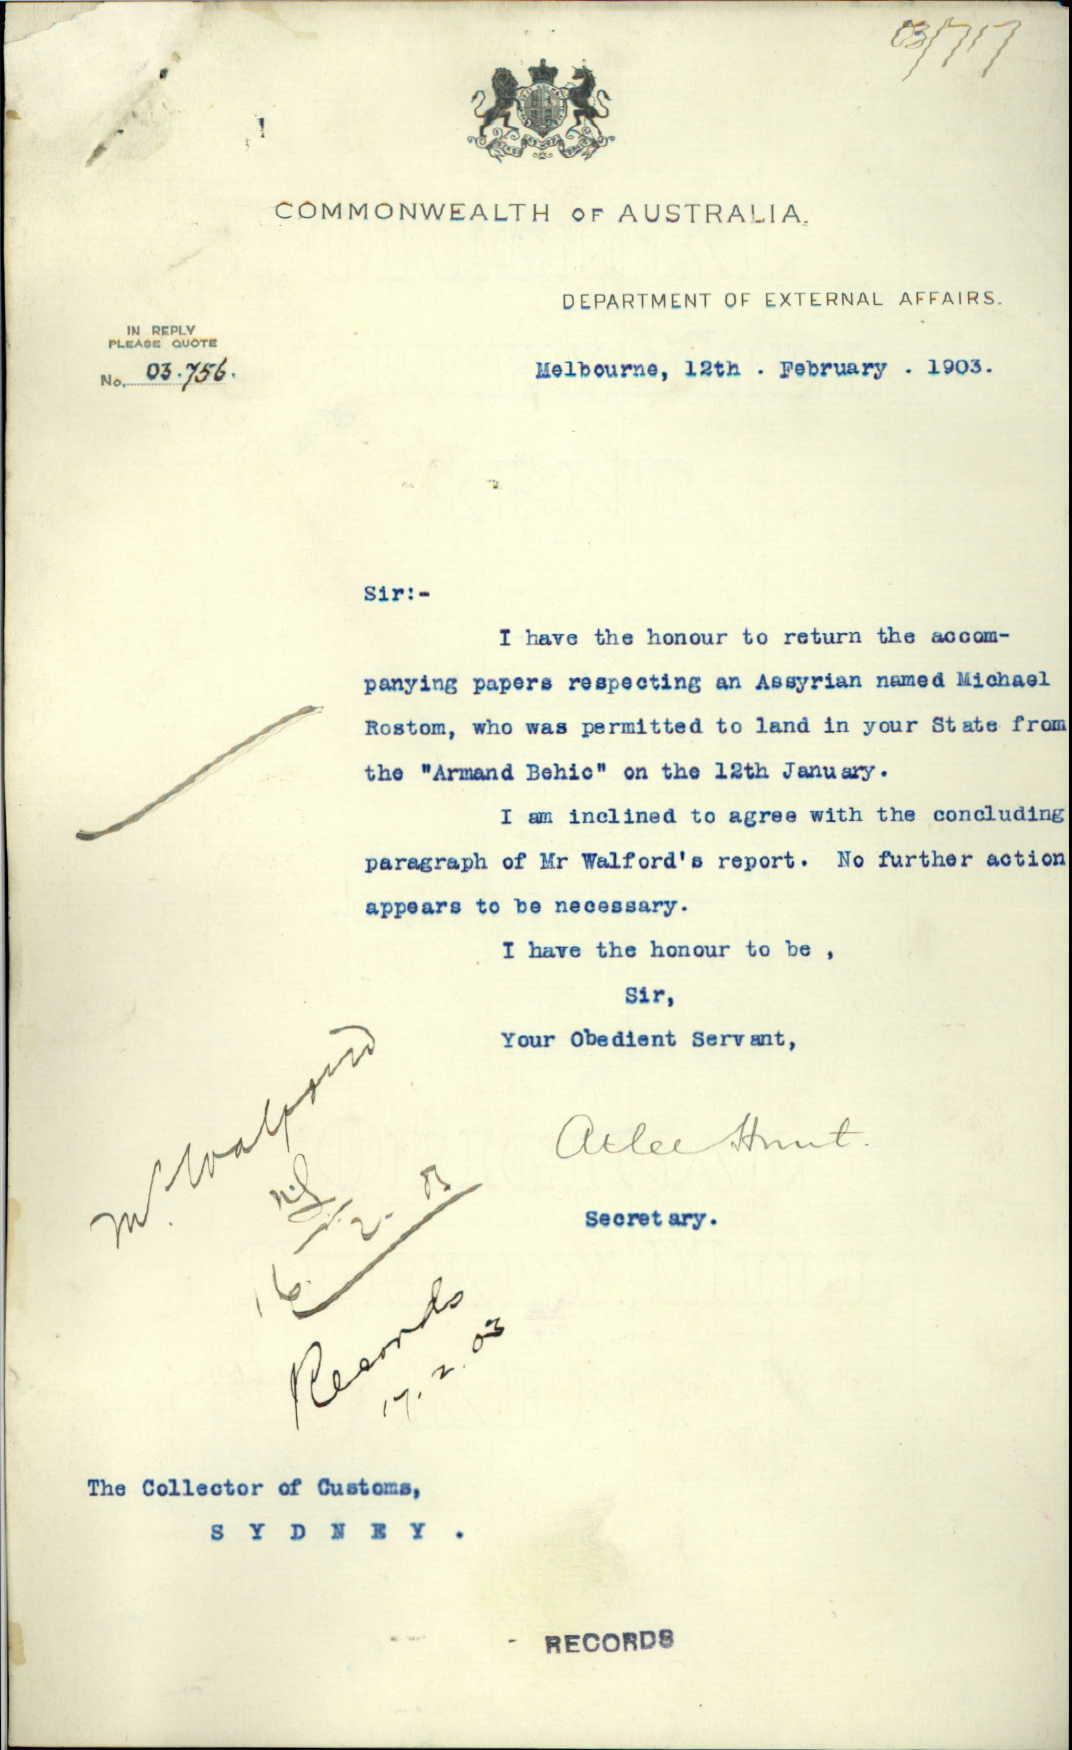 03/717
COMMONWEALTH OF AUSTRALIA.
DEPARTMENT OF EXTERNAL AFFAIRS.
IN REPLY
PLEASE QUOTE
No. 03.756.
Melbourne, 12th . February . 1903.
Sir:-
I have the honour to return the accom-
panying papers respecting an Assyrian named Michael
Rostom, who was permitted to land in your State from
the "Armand Behic" on the 12th January.
I am inclined to agree with the concluding
paragraph of Mr Walford's report. No further action
appears to be necessary.
I have the honour to be ,
Sir,
Your Obedient Servant,
Atlee Hunt.
Secretary.
Mr. Walford
16. 2. 03
Records
17. 2. 03
The Collector of Customs,
S Y D N E Y .
RECORDS